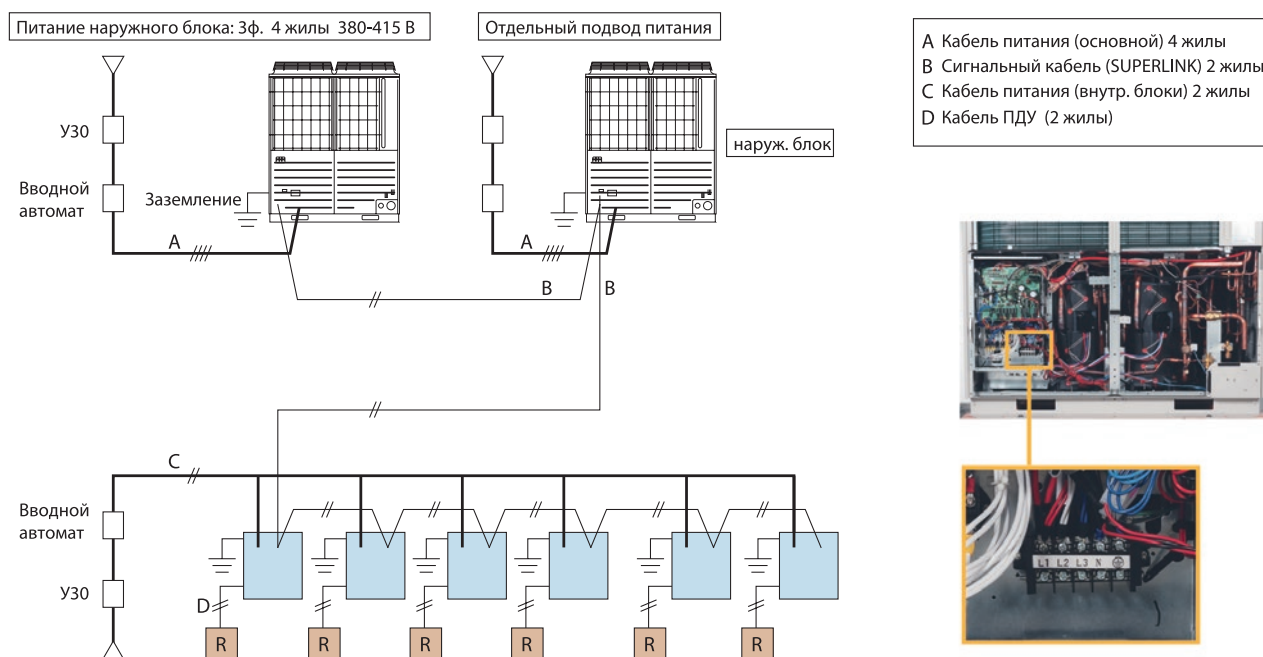 Питание наружного блока: 3ф. 4 жилы 380-415 В
Отдельный подвод питания
А Кабель питания (основной) 4 жилы
В Сигнальный кабель (SUPERLINK) 2 жилы
С Кабель питания (внутр. блоки) 2 жилы
D Кабель ПДУ (2 жилы)
УЗО
наруж. блок
Вводной
автомат
Заземление
A
A
B
B
C
Вводной
автомат
УЗО
D
R
R
R
R
R
R
L1 L2 L3 N